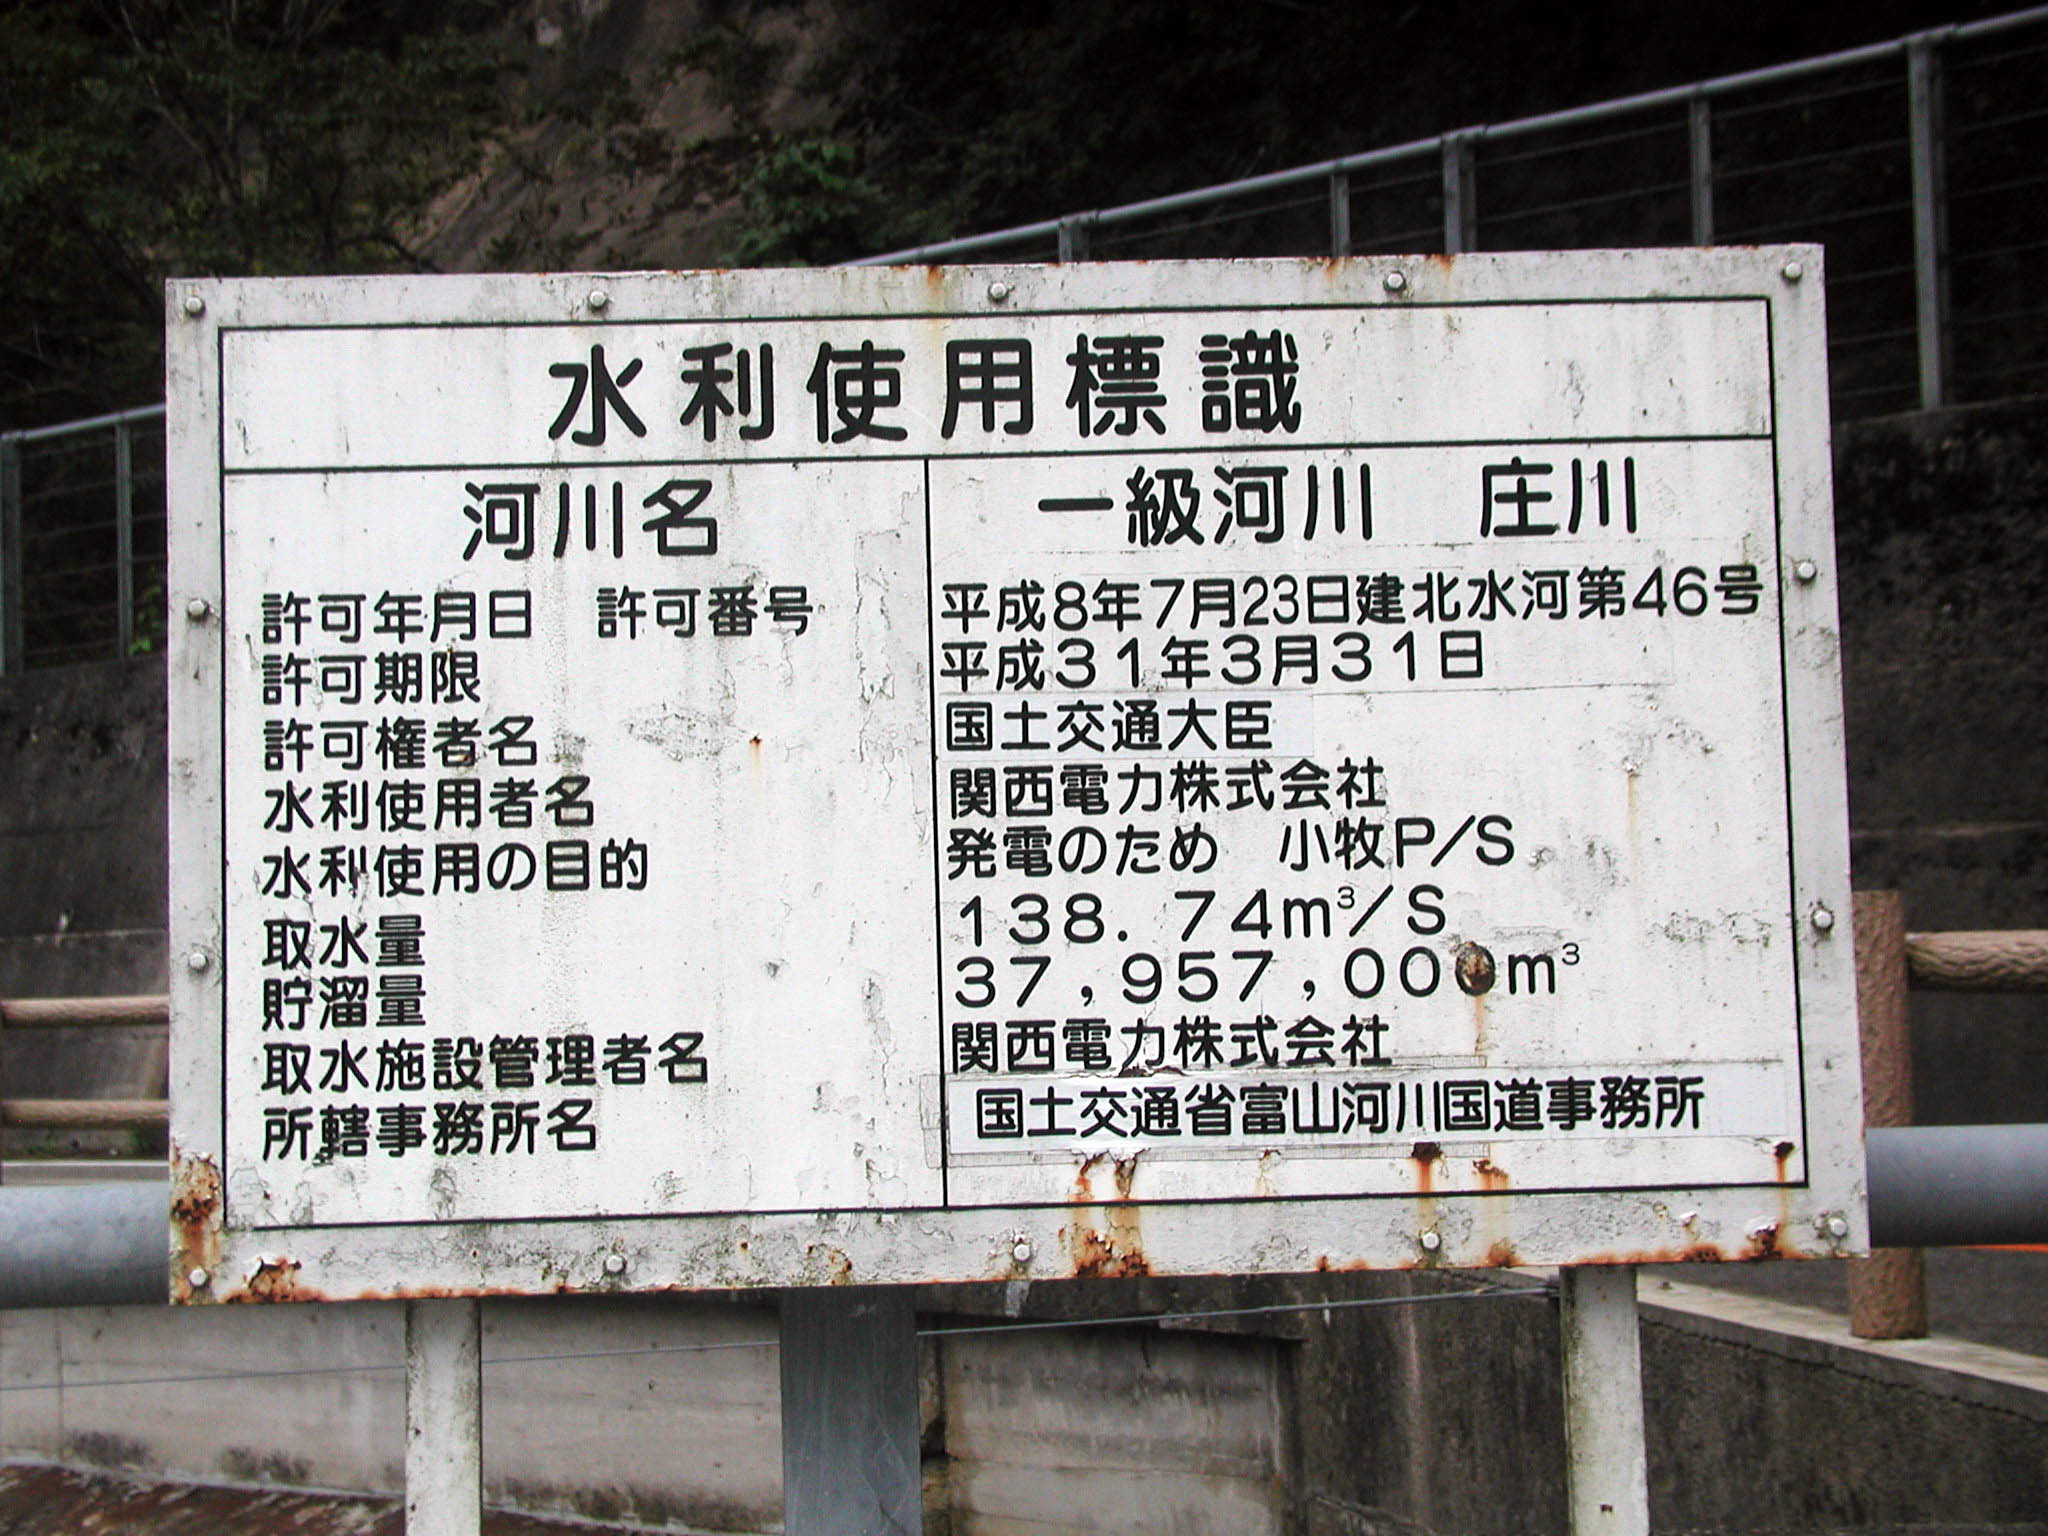 水利使用標識
河川名 一級河川 庄川
許可年月日 許可番号 平成8年7月23日建北水河第46号
許可期限 平成31年3月31日
許可権者名 国土交通大臣
水利使用者名 関西電力株式会社
水利使用の目的 発電のため 小牧P/S
取水量 138.74m³/S
貯溜量 37,957,000m³
取水施設管理者名 関西電力株式会社
所轄事務所名 国土交通省富山河川国道事務所